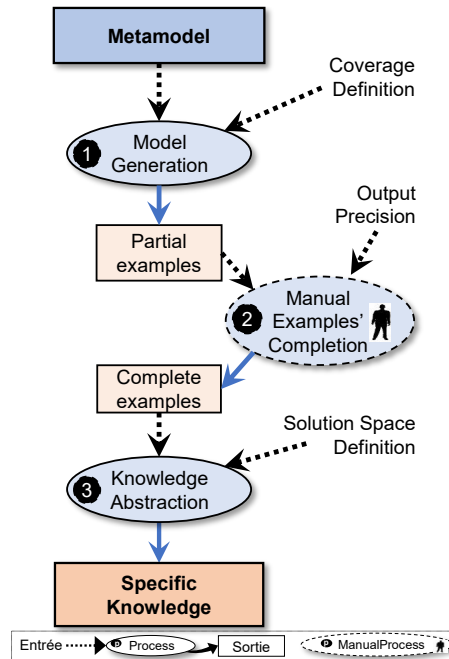 Metamodel
Coverage
Definition
1
Model
Generation
Output
Precision
Partial
examples
2
Manual
Examples'
Completion
Complete
examples
Solution Space
Definition
3
Knowledge
Abstraction
Specific
Knowledge
Entrée P Process Sortie P ManualProcess